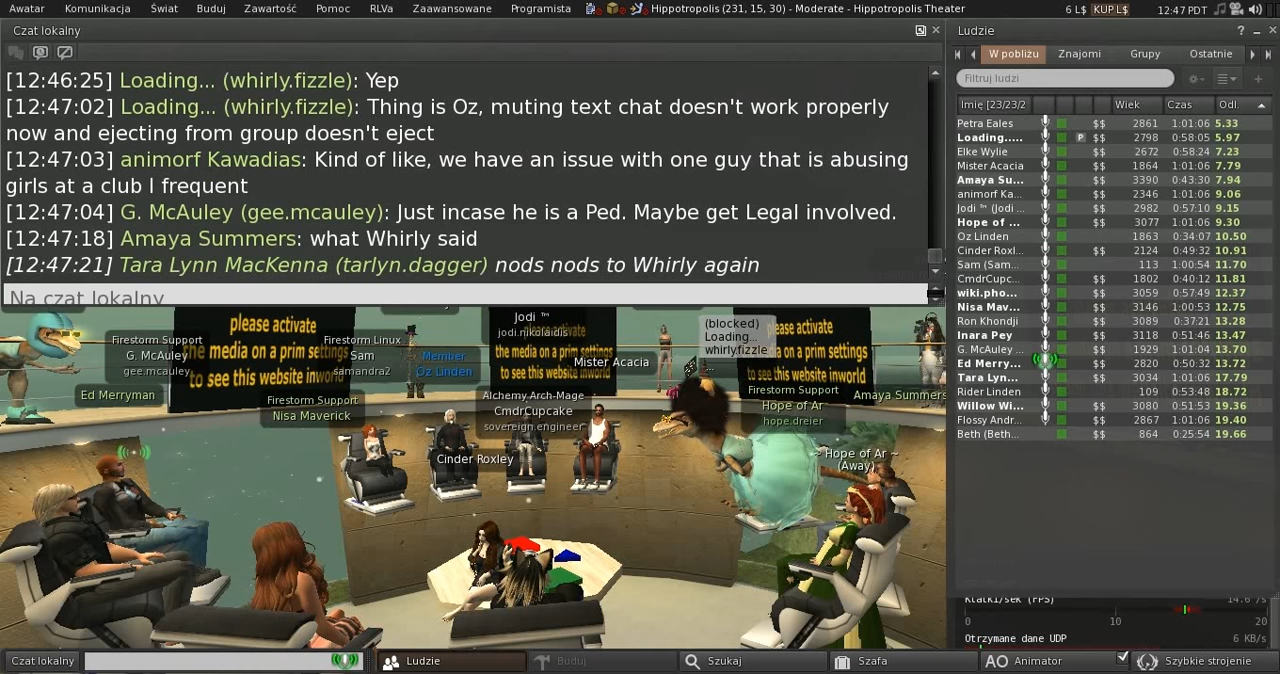 Awatar Komunikacja Świat Buduj Zawartość Pomoc RLVa Zaawansowane Programista Hippotropolis (231, 15, 30) - Moderate - Hippotropolis Theater 6 L$ KUP L$ 12:47 PDT
Czat lokalny
[12:46:25] Loading... (whirly.fizzle): Yep
[12:47:02] Loading... (whirly.fizzle): Thing is Oz, muting text chat doesn't work properly
now and ejecting from group doesn't eject
[12:47:03] animorf Kawadias: Kind of like, we have an issue with one guy that is abusing
girls at a club I frequent
[12:47:04] G. McAuley (gee.mcauley): Just incase he is a Ped. Maybe get Legal involved.
[12:47:18] Amaya Summers: what Whirly said
[12:47:21] Tara Lynn MacKenna (tarlyn.dagger) nods nods to Whirly again
Na czat lokalny
Ludzie ?
W pobliżu Znajomi Grupy Ostatnie
Filtruj ludzi
Imię [23/23/2 Wiek Czas Odl.
Petra Eales $$ 2861 1:01:06 5.33
Loading..... P $$ 2798 0:58:05 5.97
Elke Wylie $$ 2672 0:58:24 7.23
Mister Acacia $$ 1864 1:01:06 7.79
Amaya Su... $$ 3390 0:43:30 7.94
animorf Ka... $$ 2346 1:01:06 9.06
Jodi ™ (Jodi ... $$ 2982 0:57:10 9.15
Hope of ... $$ 3077 1:01:06 9.30
Oz Linden 1863 0:34:07 10.50
Cinder Roxl... $$ 2124 0:49:32 10.91
Sam (Sam... 113 1:00:54 11.70
CmdrCupc... $$ 1802 0:40:12 11.81
wiki.pho... $$ 3059 0:57:49 12.37
Nisa Mav... $$ 3146 1:00:53 12.75
Ron Khondji $$ 3089 0:37:21 13.28
Inara Pey $$ 3118 0:51:46 13.47
G. McAuley ... $$ 1929 1:01:04 13.70
Ed Merry... $$ 2820 0:50:32 13.72
Tara Lyn... $$ 3034 1:01:06 17.79
Rider Linden 109 0:53:48 18.72
Willow Wi... $$ 3080 0:51:53 19.36
Flossy Andr... $$ 2867 1:01:06 19.40
Beth (Beth... $$ 864 0:25:54 19.66
please activate
the media on a prim settings
to see this website inworld
Firestorm Support
G. McAuley
gee.mcauley
Ed Merryman
Firestorm Linux
Sam
samandra2
Firestorm Support
Nisa Maverick
Member
Oz Linden
Jodi ™
jodi.nikolaidis
please activate
the media on a prim settings
to see this website inworld
Mister Acacia
Alchemy Arch-Mage
CmdrCupcake
sovereign.engineer
Cinder Roxley
(blocked)
Loading...
whirly.fizzle
please activate
the media on a prim settings
to see this website inworld
Firestorm Support
Hope of Ar
hope.dreier
Amaya Summers
~ Hope of Ar ~
(Away)
Klatki/sek (FPS) 14.6 /s
0 10 20
Otrzymane dane UDP 6 KB/s
Czat lokalny Ludzie Buduj Szukaj Szafa AO Animator Szybkie strojenie